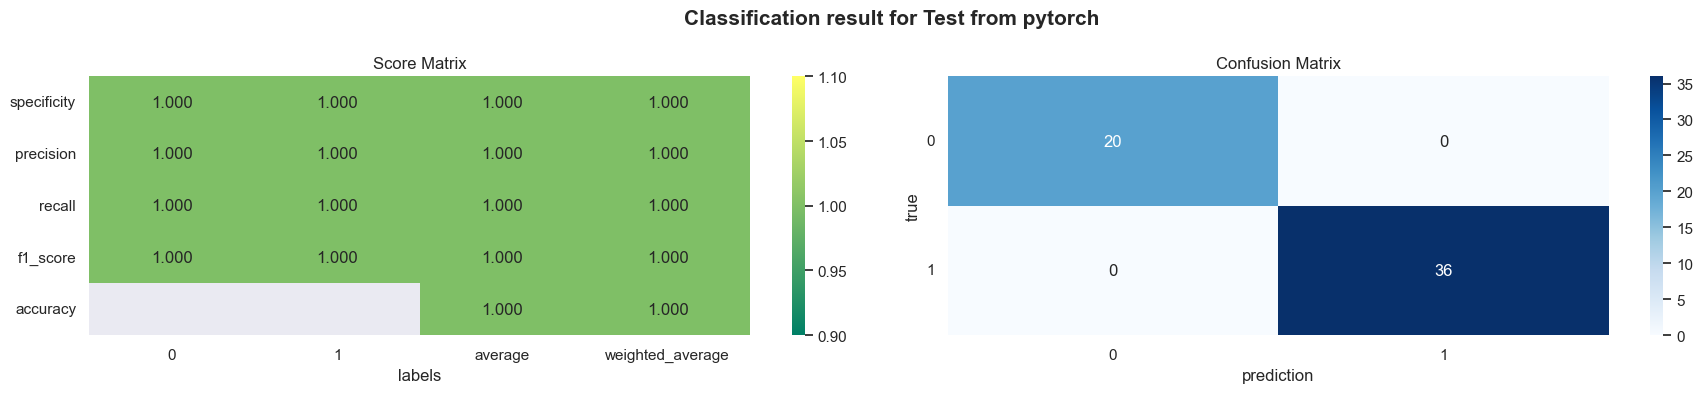 Classification result for Test from pytorch
Score Matrix
specificity 1.000 1.000 1.000 1.000
precision 1.000 1.000 1.000 1.000
recall 1.000 1.000 1.000 1.000
f1_score 1.000 1.000 1.000 1.000
accuracy 1.000 1.000
0 1 average weighted_average
labels
1.10
1.05
1.00
0.95
0.90
Confusion Matrix
true
0 20 0
1 0 36
0 1
prediction
35
30
25
20
15
10
5
0